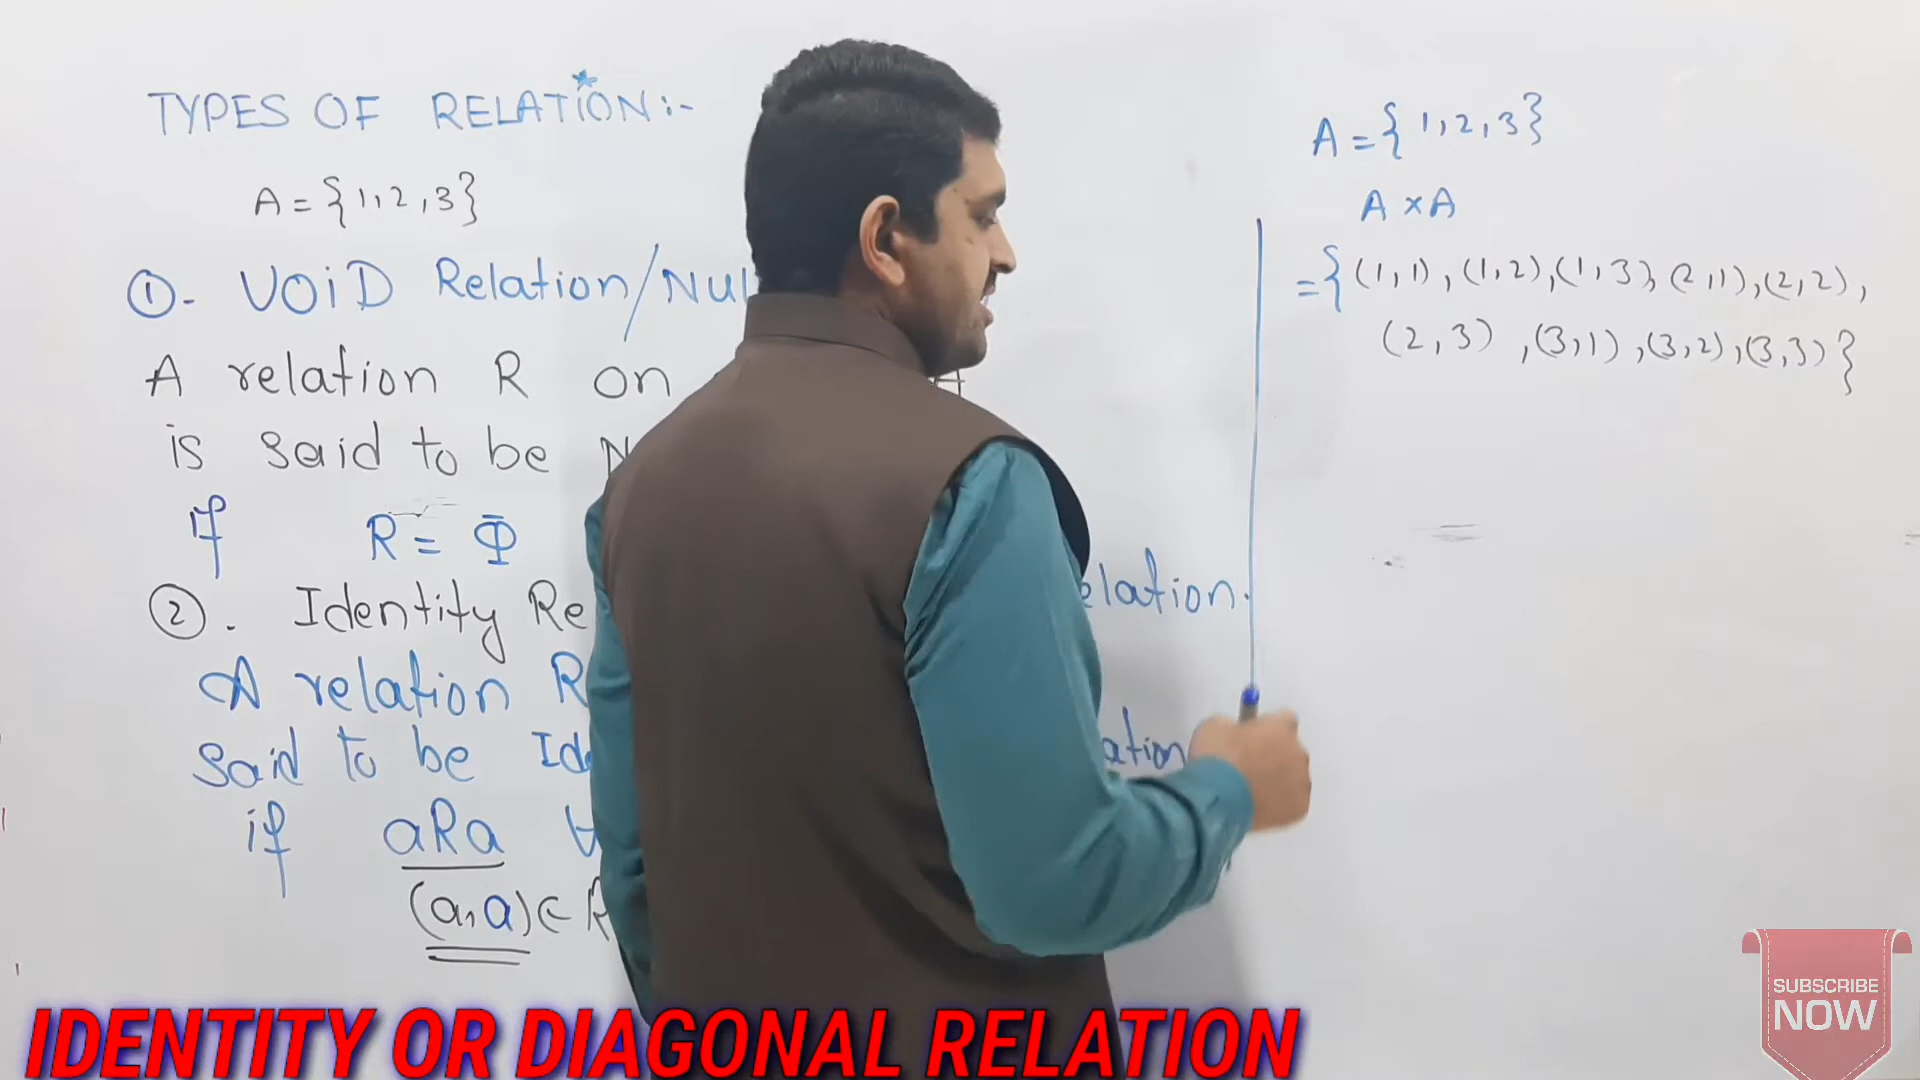 TYPES OF RELATION:-
A = {1,2,3}
①- VOID Relation/Nul
A relation R on A
is said to be N
if R = Φ
②. Identity Re elation.
A relation R
said to be Ide ation
if aRa ∀
(a,a) ∈ R
A = {1,2,3}
A × A
= {(1,1), (1,2), (1,3), (2,1), (2,2),
(2,3), (3,1), (3,2), (3,3)}
IDENTITY OR DIAGONAL RELATION
SUBSCRIBE
NOW